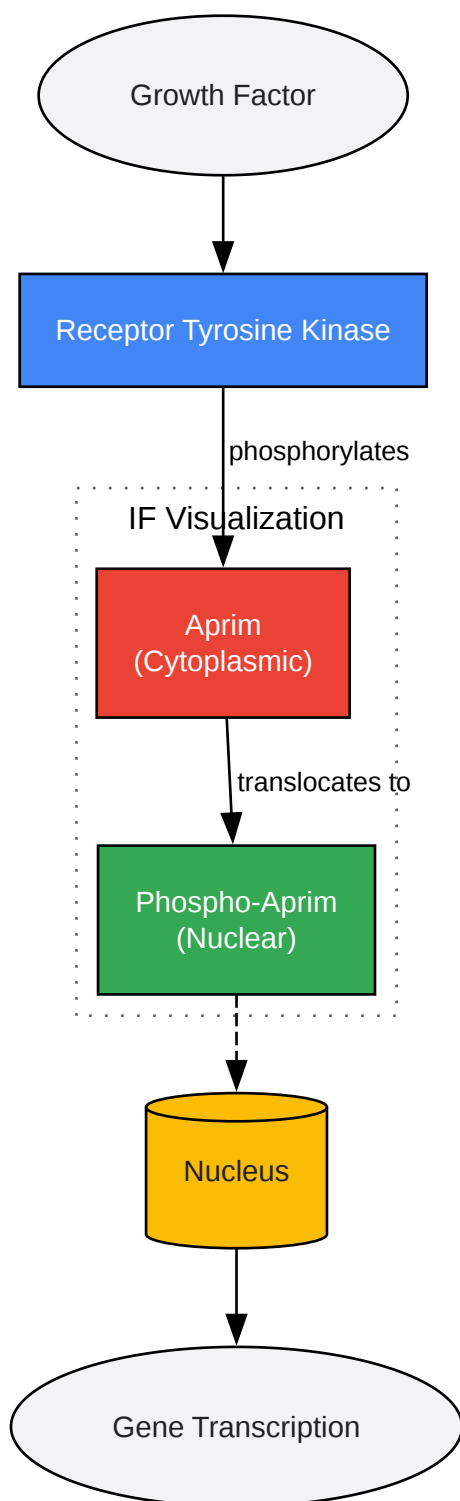 Growth Factor
Receptor Tyrosine Kinase
phosphorylates
IF Visualization
Aprim
(Cytoplasmic)
translocates to
Phospho-Aprim
(Nuclear)
Nucleus
Gene Transcription